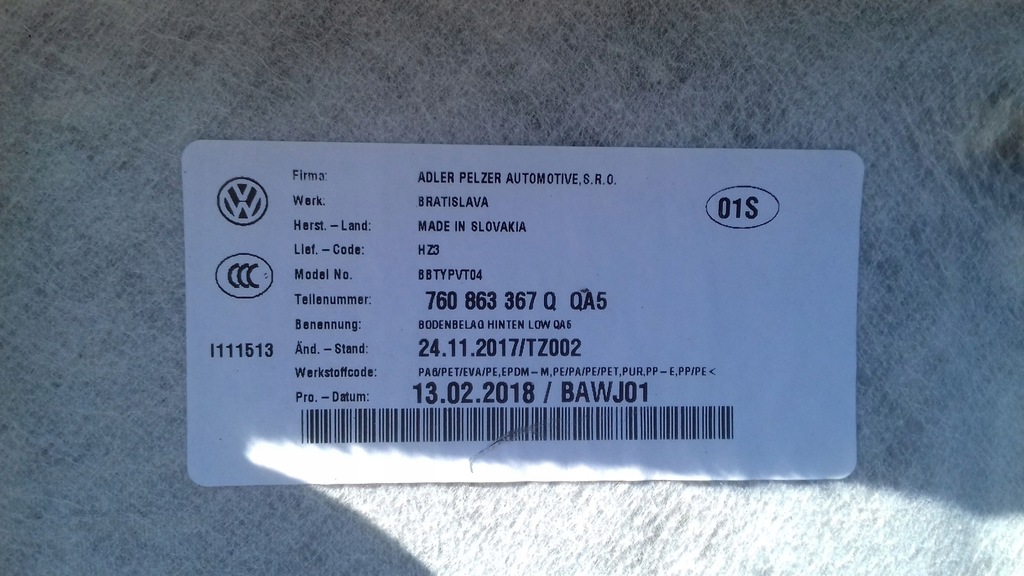 Firma: ADLER PELZER AUTOMOTIVE,S.R.O.
Werk: BRATISLAVA
01S
Herst. – Land: MADE IN SLOVAKIA
Lief. – Code: HZ3
CCC
Model No. BBTYPVT04
Teilenummer: 760 863 367 Q QA5
Benennung: BODENBELAG HINTEN LOW QA5
I111513
Änd. – Stand: 24.11.2017/TZ002
Werkstoffcode: PA6/PET/EVA/PE,EPDM – M,PE/PA/PE/PET,PUR,PP – E,PP/PE <
Pro. – Datum: 13.02.2018 / BAWJ01